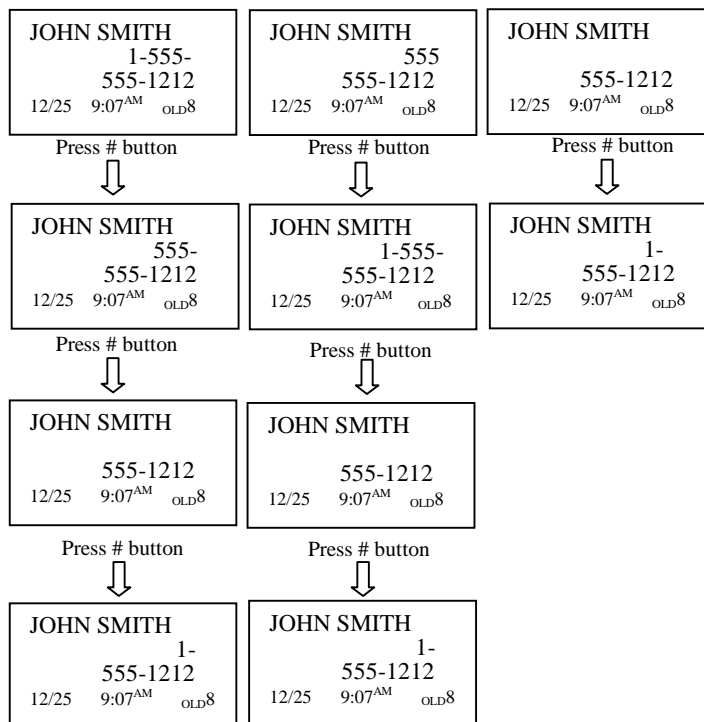 JOHN SMITH
1-555-
555-1212
12/25 9:07AM OLD8
JOHN SMITH
555
555-1212
12/25 9:07AM OLD8
JOHN SMITH
555-1212
12/25 9:07AM OLD8
Press # button
Press # button
Press # button
JOHN SMITH
555-
555-1212
12/25 9:07AM OLD8
JOHN SMITH
1-555-
555-1212
12/25 9:07AM OLD8
JOHN SMITH
1-
555-1212
12/25 9:07AM OLD8
Press # button
Press # button
JOHN SMITH
555-1212
12/25 9:07AM OLD8
JOHN SMITH
555-1212
12/25 9:07AM OLD8
Press # button
Press # button
JOHN SMITH
1-
555-1212
12/25 9:07AM OLD8
JOHN SMITH
1-
555-1212
12/25 9:07AM OLD8